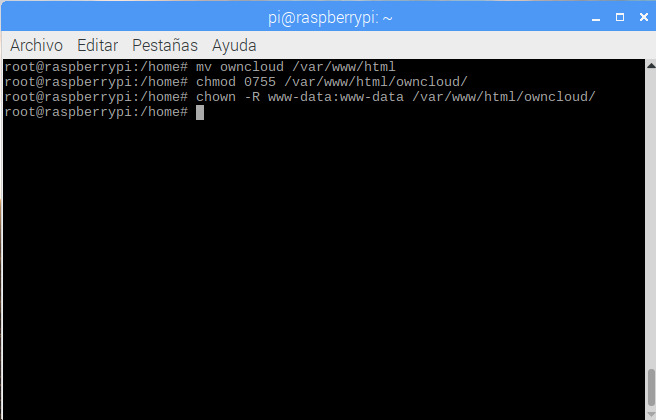 pi@raspberrypi: ~
Archivo Editar Pestañas Ayuda
root@raspberrypi:/home# mv owncloud /var/www/html
root@raspberrypi:/home# chmod 0755 /var/www/html/owncloud/
root@raspberrypi:/home# chown -R www-data:www-data /var/www/html/owncloud/
root@raspberrypi:/home#